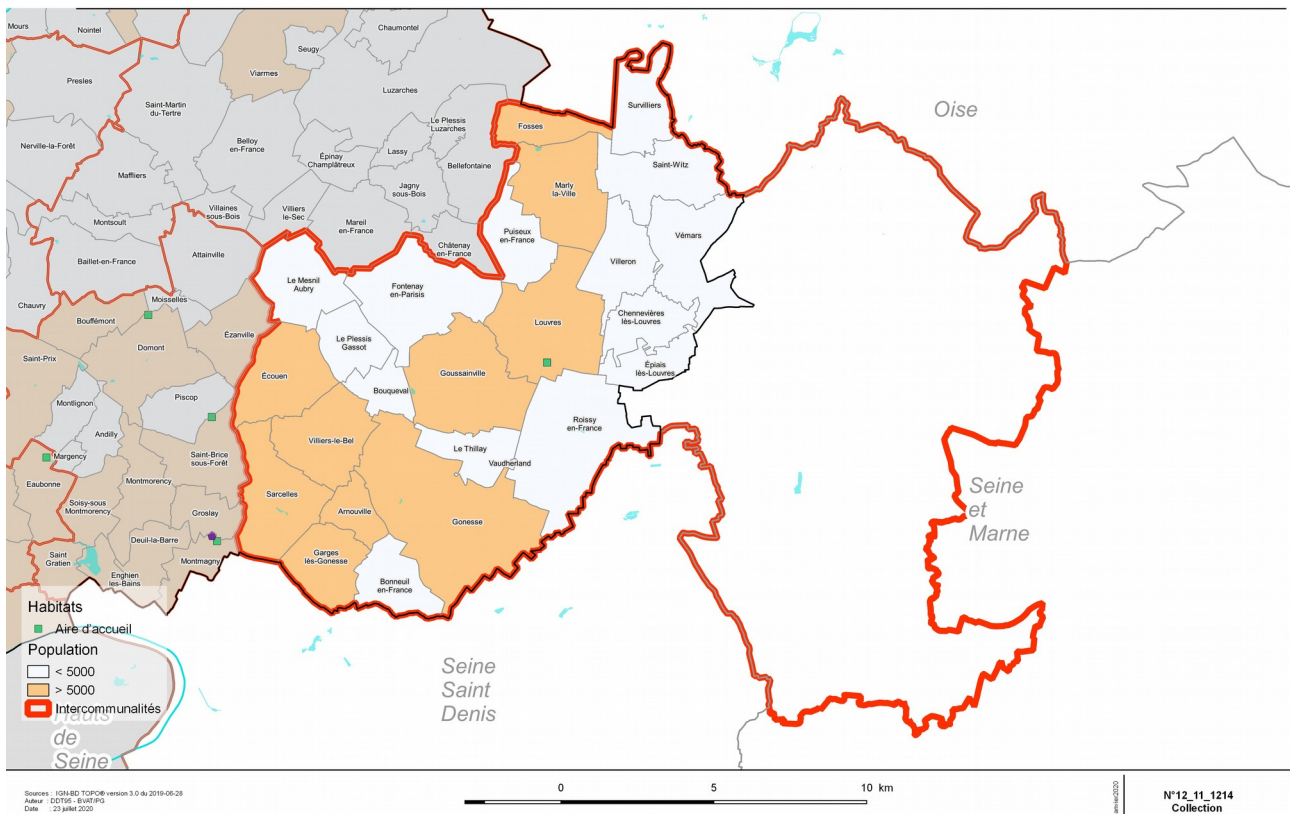 Mours
Nointel
Chaumontel
Seugy
Viarmes
Presles
Luzarches
Saint-Martin
du-Tertre
Survilliers
Oise
Le Plessis
Luzarches
Fosses
Belloy
en-France
Nerville-la-Forêt
Lassy
Épinay
Champlâtreux
Bellefontaine
Saint-Witz
Maffliers
Marly
la-Ville
Jagny
sous-Bois
Villaines
sous-Bois
Villiers
le-Sec
Montsoult
Mareil
en-France
Puiseux
en-France
Vémars
Attainville
Châtenay
en-France
Baillet-en-France
Villeron
Le Mesnil
Aubry
Fontenay
en-Parisis
Moisselles
Chauvry
Chennevières
lès-Louvres
Bouffémont
Louvres
Ézanville
Le Plessis
Gassot
Domont
Saint-Prix
Épiais
lès-Louvres
Écouen
Goussainville
Bouqueval
Piscop
Montlignon
Roissy
en-France
Andilly
Villiers-le-Bel
Le Thillay
Margency
Saint-Brice
sous-Forêt
Vaudherland
Eaubonne
Montmorency
Sarcelles
Seine
et
Marne
Soisy-sous
Montmorency
Arnouville
Groslay
Gonesse
Deuil-la-Barre
Garges
lès-Gonesse
Saint
Gratien
Montmagny
Enghien
les-Bains
Bonneuil
en-France
Habitats
Aire d'accueil
Population
< 5000
> 5000
Intercommunalités
Seine
Saint
Denis
Hauts
de
Seine
0 5 10 km
Sources : IGN-BD TOPO® version 3.0 du 2019-06-28
Auteur : DDT95 - BVAT/PG
Date : 23 juillet 2020
janvier2020
N°12_11_1214
Collection